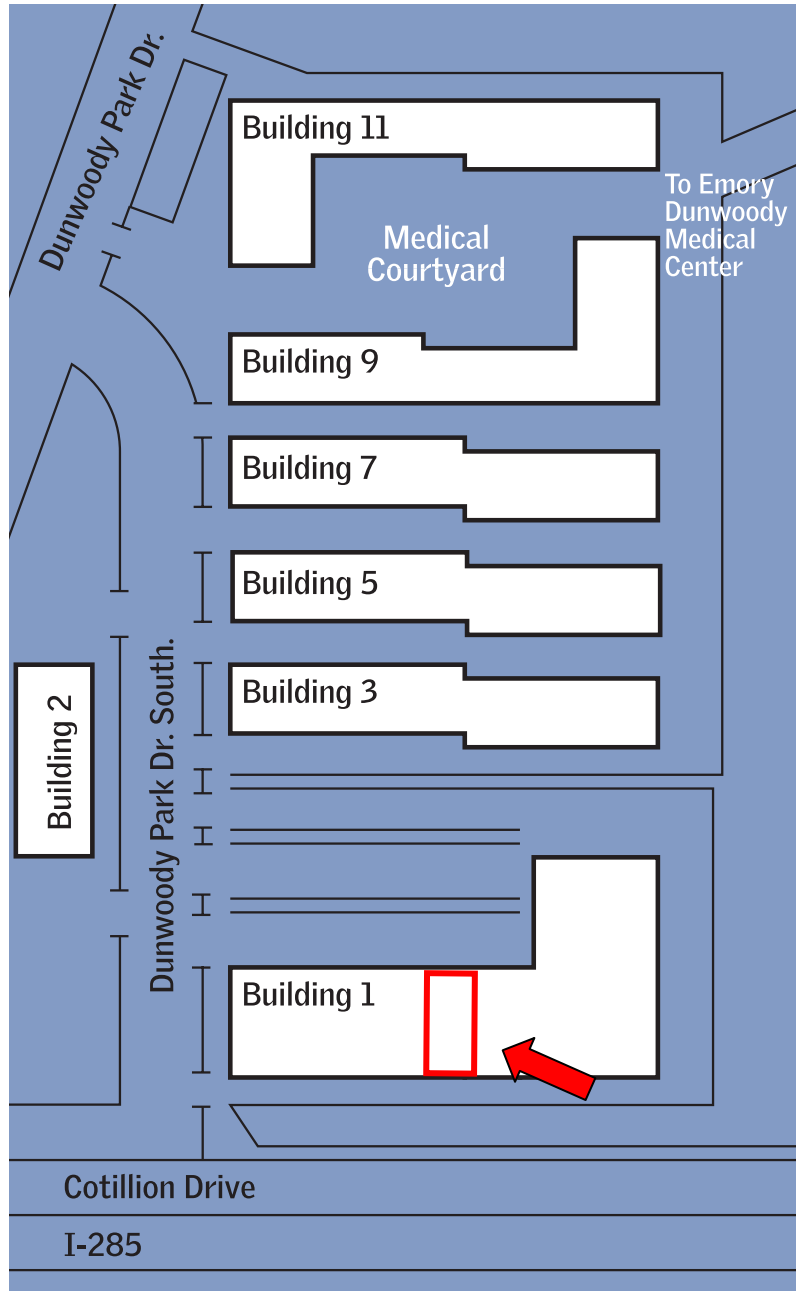 Dunwoody Park Dr.
Building 11
To Emory
Dunwoody
Medical
Center
Medical
Courtyard
Building 9
Building 7
Building 5
Building 3
Building 2
Dunwoody Park Dr. South.
Building 1
Cotillion Drive
I-285